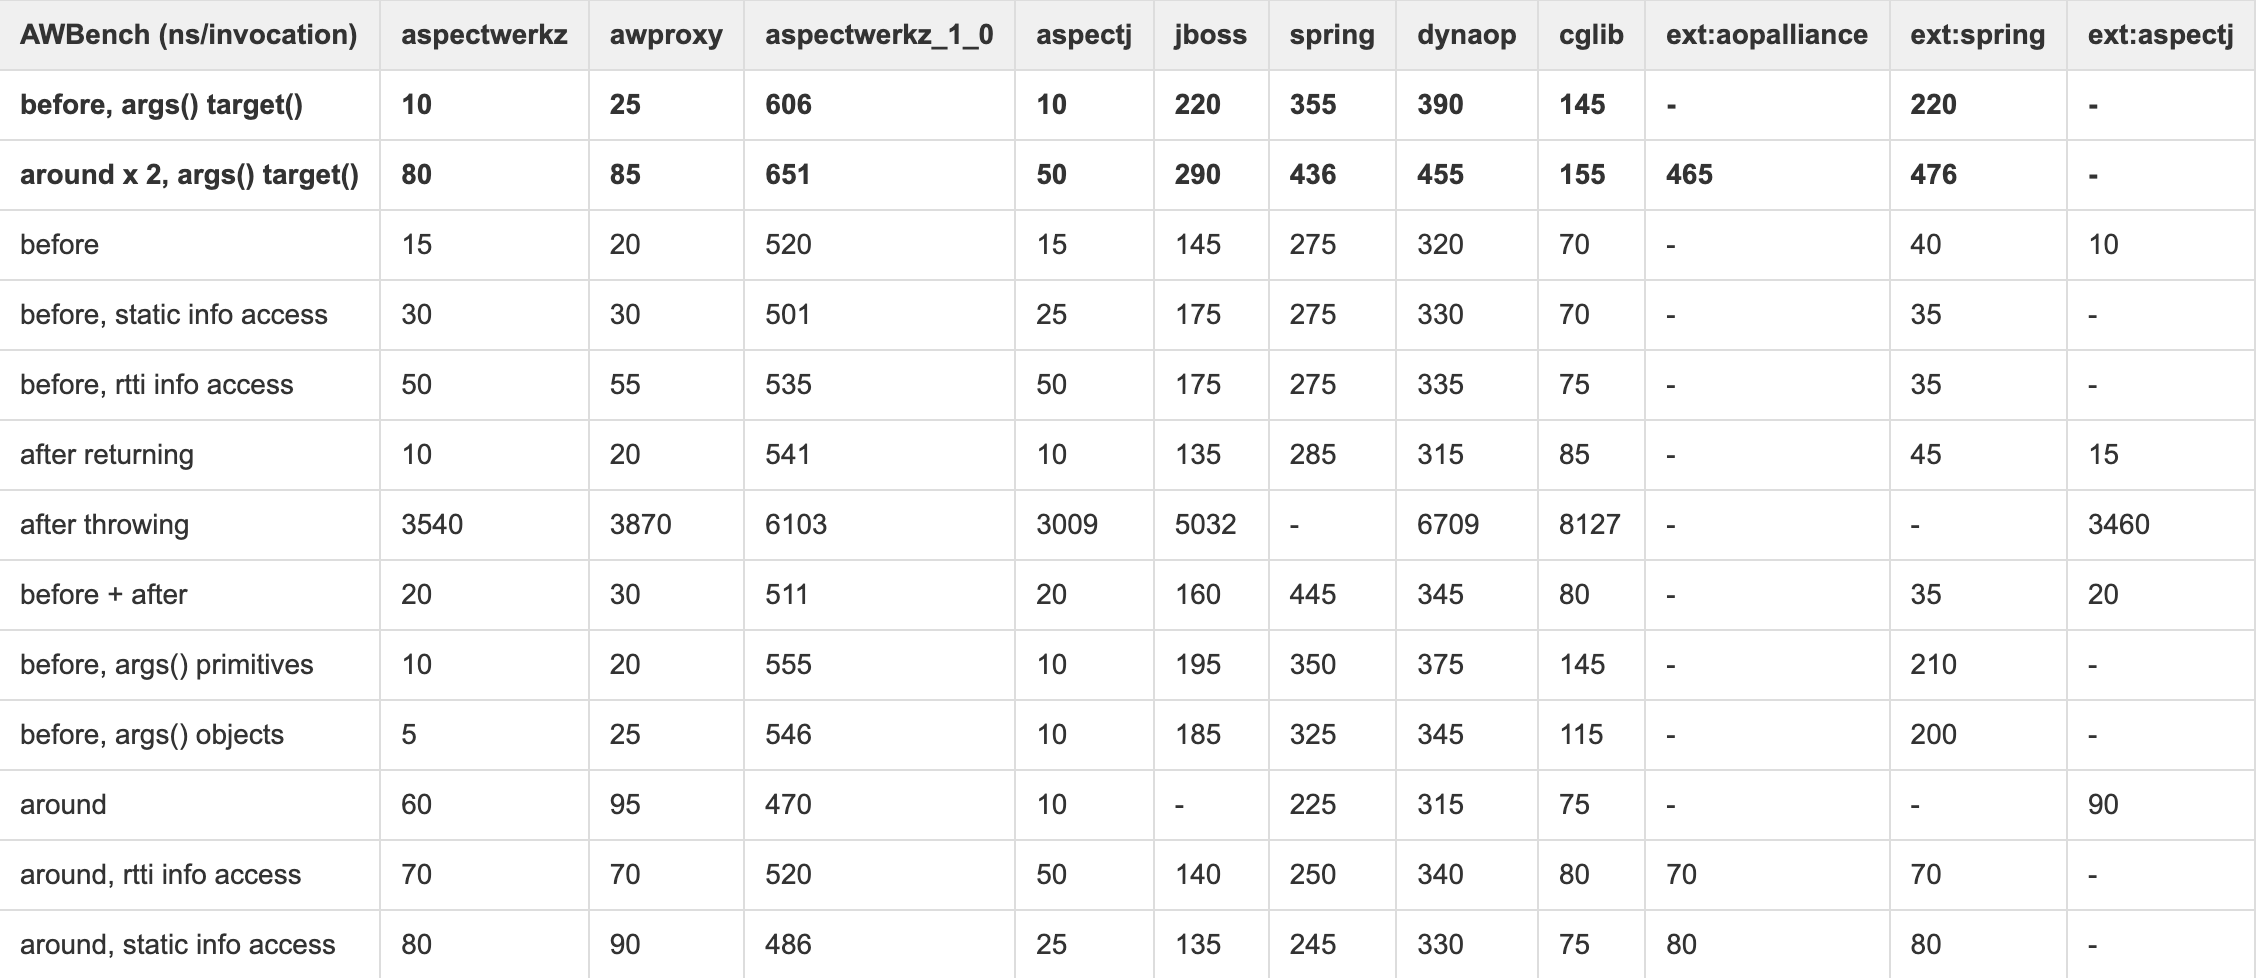 AWBench (ns/invocation) aspectwerkz awproxy aspectwerkz_1_0 aspectj jboss spring dynaop cglib ext:aopalliance ext:spring ext:aspectj
before, args() target() 10 25 606 10 220 355 390 145 - 220 -
around x 2, args() target() 80 85 651 50 290 436 455 155 465 476 -
before 15 20 520 15 145 275 320 70 - 40 10
before, static info access 30 30 501 25 175 275 330 70 - 35 -
before, rtti info access 50 55 535 50 175 275 335 75 - 35 -
after returning 10 20 541 10 135 285 315 85 - 45 15
after throwing 3540 3870 6103 3009 5032 - 6709 8127 - - 3460
before + after 20 30 511 20 160 445 345 80 - 35 20
before, args() primitives 10 20 555 10 195 350 375 145 - 210 -
before, args() objects 5 25 546 10 185 325 345 115 - 200 -
around 60 95 470 10 - 225 315 75 - - 90
around, rtti info access 70 70 520 50 140 250 340 80 70 70 -
around, static info access 80 90 486 25 135 245 330 75 80 80 -